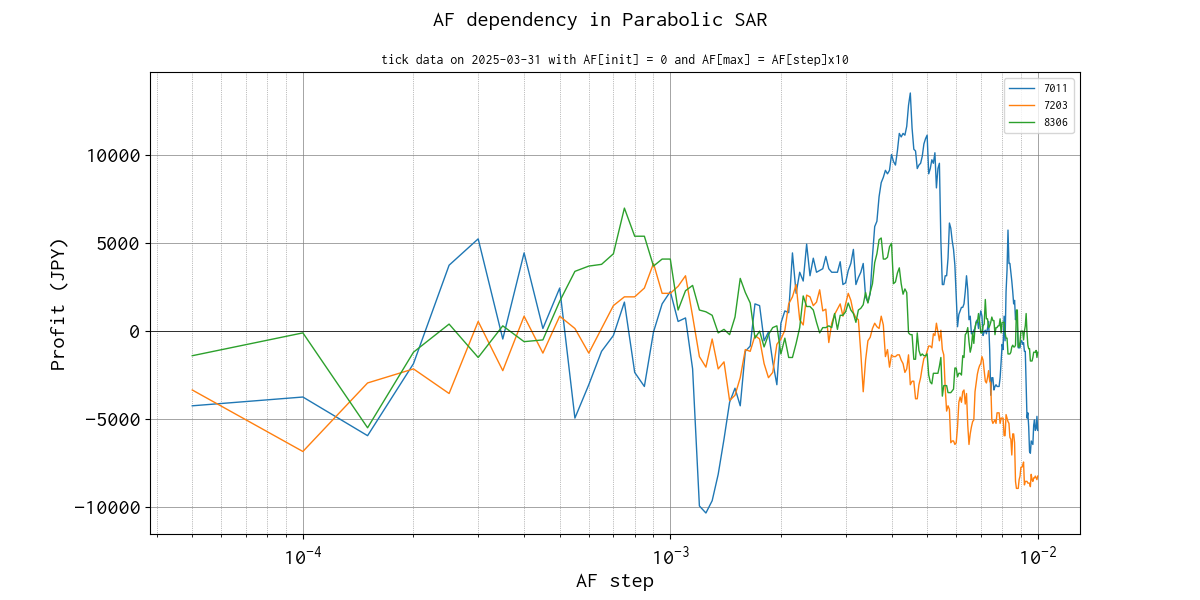 AF dependency in Parabolic SAR
tick data on 2025-03-31 with AF[init] = 0 and AF[max] = AF[step]x10
7011
7203
8306
10000
5000
0
−5000
−10000
Profit (JPY)
10⁻⁴
10⁻³
10⁻²
AF step